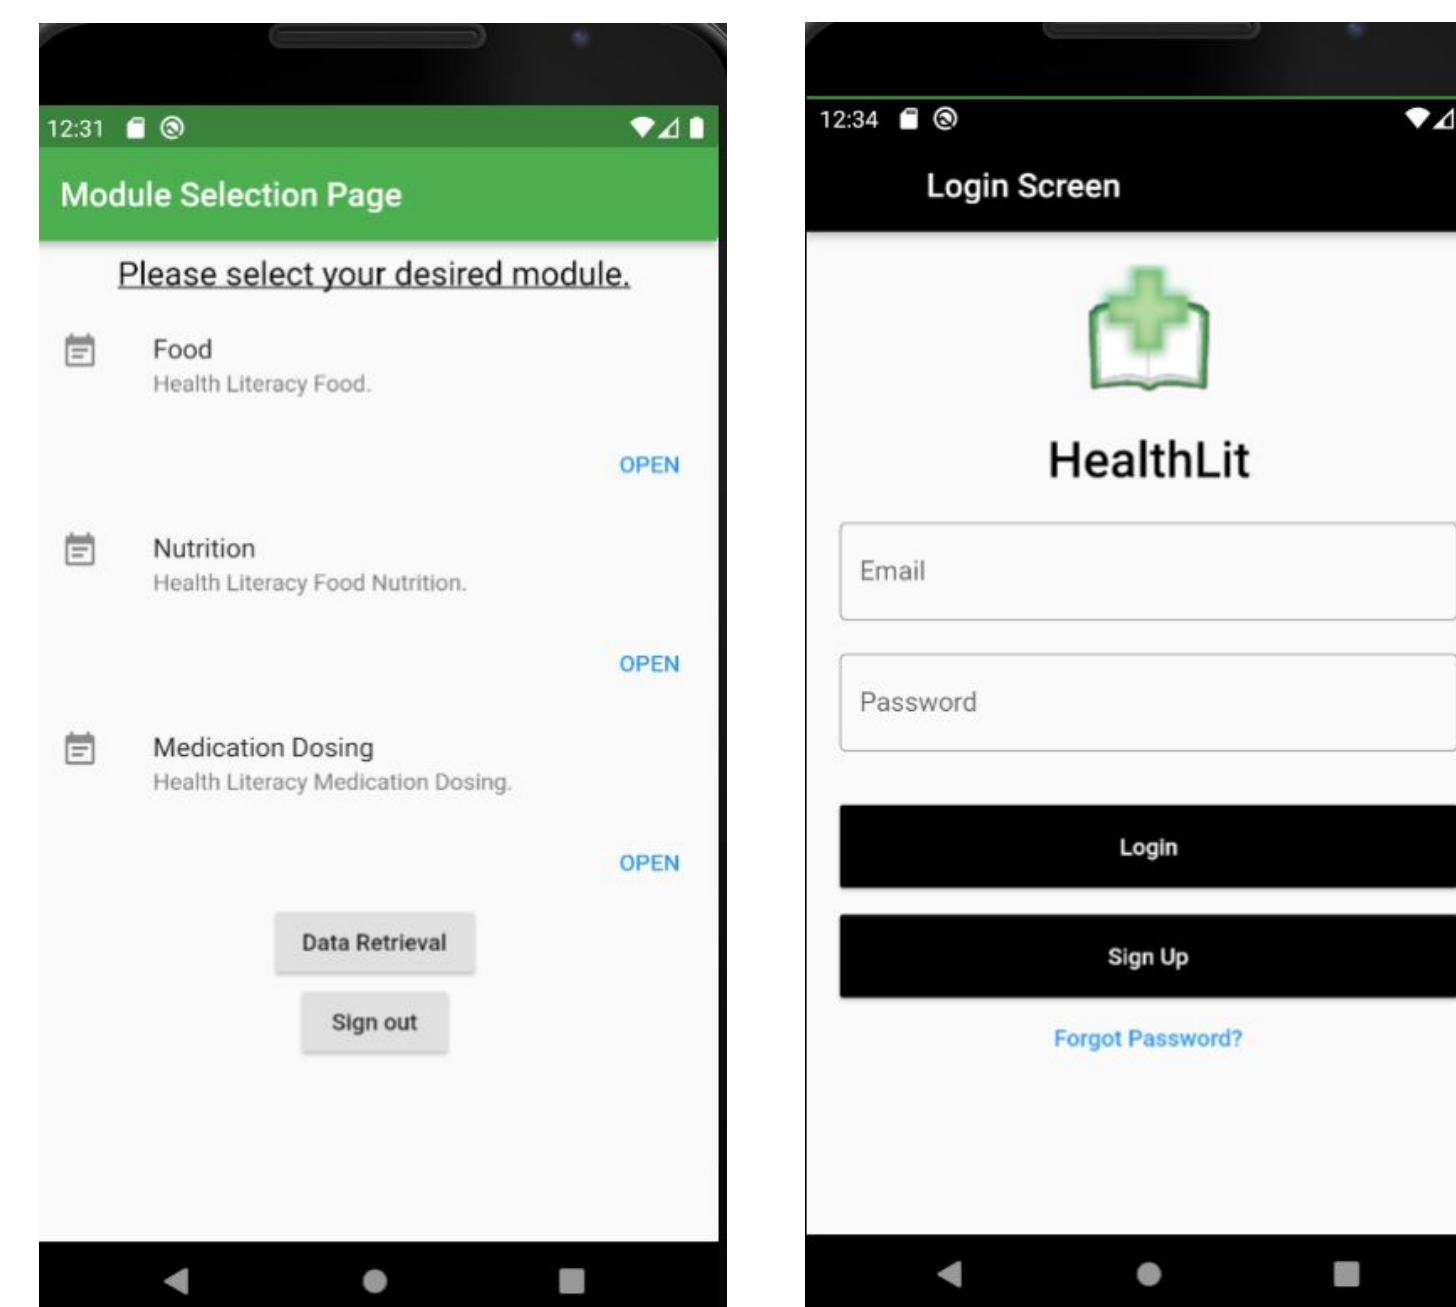 12:31
Module Selection Page
Please select your desired module.
Food
Health Literacy Food.
OPEN
Nutrition
Health Literacy Food Nutrition.
OPEN
Medication Dosing
Health Literacy Medication Dosing.
OPEN
Data Retrieval
Sign out
12:34
Login Screen
HealthLit
Email
Password
Login
Sign Up
Forgot Password?